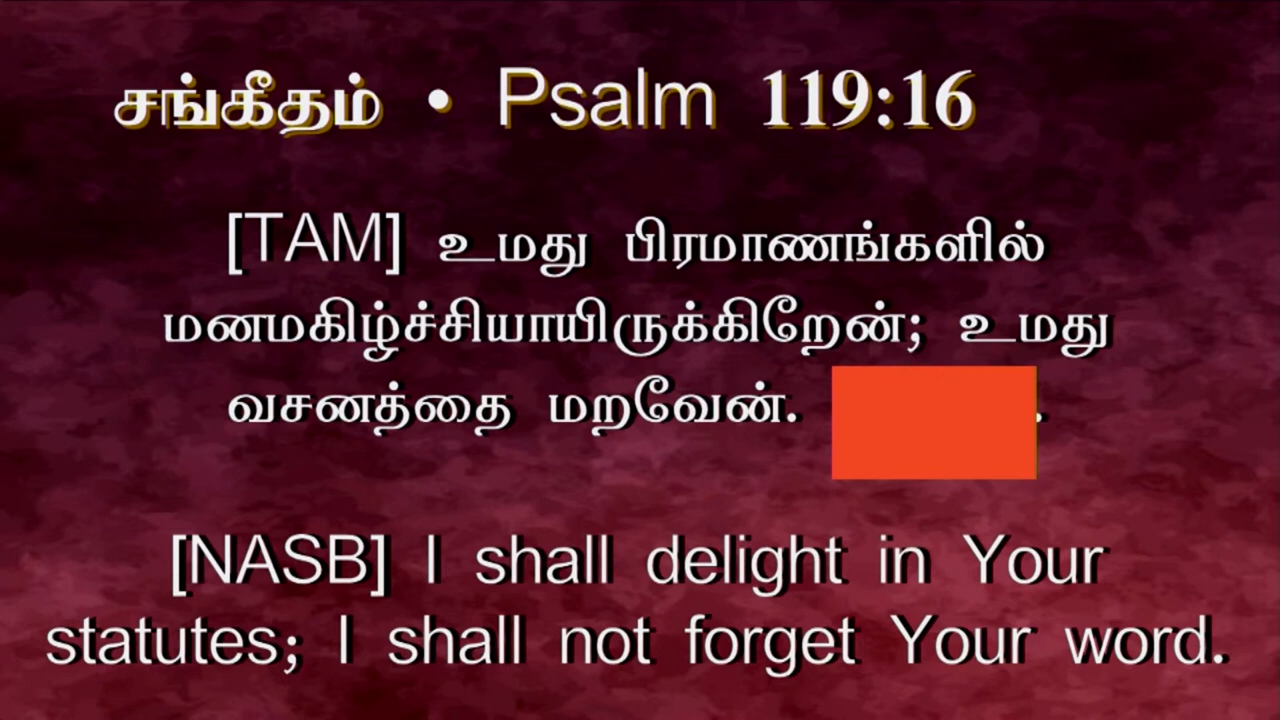 சங்கீதம் • Psalm 119:16
[TAM] உமது பிரமாணங்களில்
மனமகிழ்ச்சியாயிருக்கிறேன்; உமது
வசனத்தை மறவேன். .
[NASB] I shall delight in Your
statutes; I shall not forget Your word.